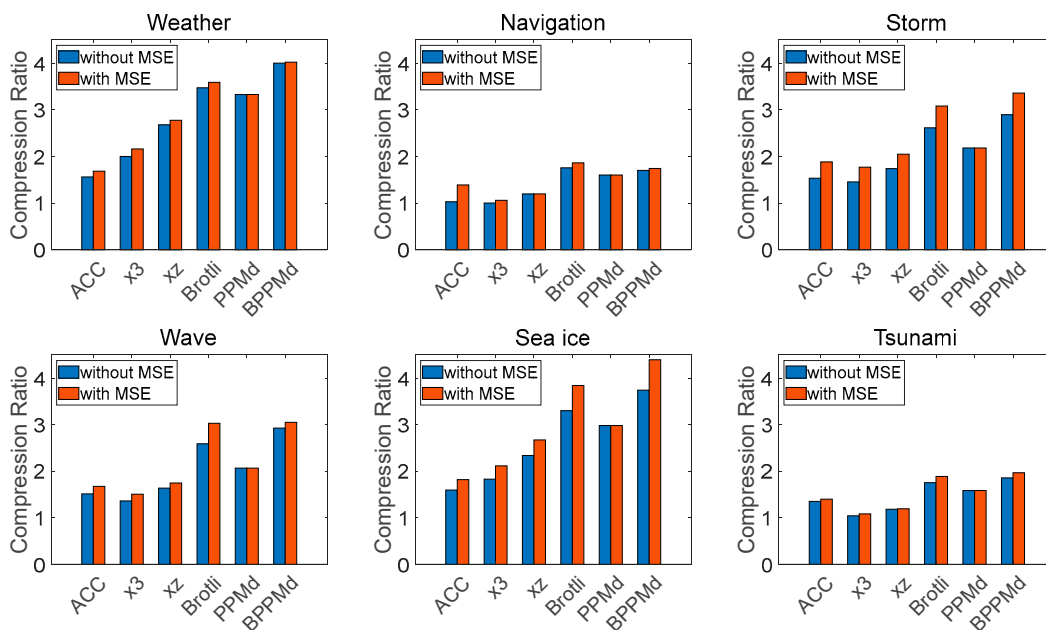 Weather
Compression Ratio
4
3
2
1
0
without MSE
with MSE
ACC
x3
xz
Brotli
PPMd
BPPMd
Navigation
Compression Ratio
4
3
2
1
0
without MSE
with MSE
ACC
x3
xz
Brotli
PPMd
BPPMd
Storm
Compression Ratio
4
3
2
1
0
without MSE
with MSE
ACC
x3
xz
Brotli
PPMd
BPPMd
Wave
Compression Ratio
4
3
2
1
0
without MSE
with MSE
ACC
x3
xz
Brotli
PPMd
BPPMd
Sea ice
Compression Ratio
4
3
2
1
0
without MSE
with MSE
ACC
x3
xz
Brotli
PPMd
BPPMd
Tsunami
Compression Ratio
4
3
2
1
0
without MSE
with MSE
ACC
x3
xz
Brotli
PPMd
BPPMd